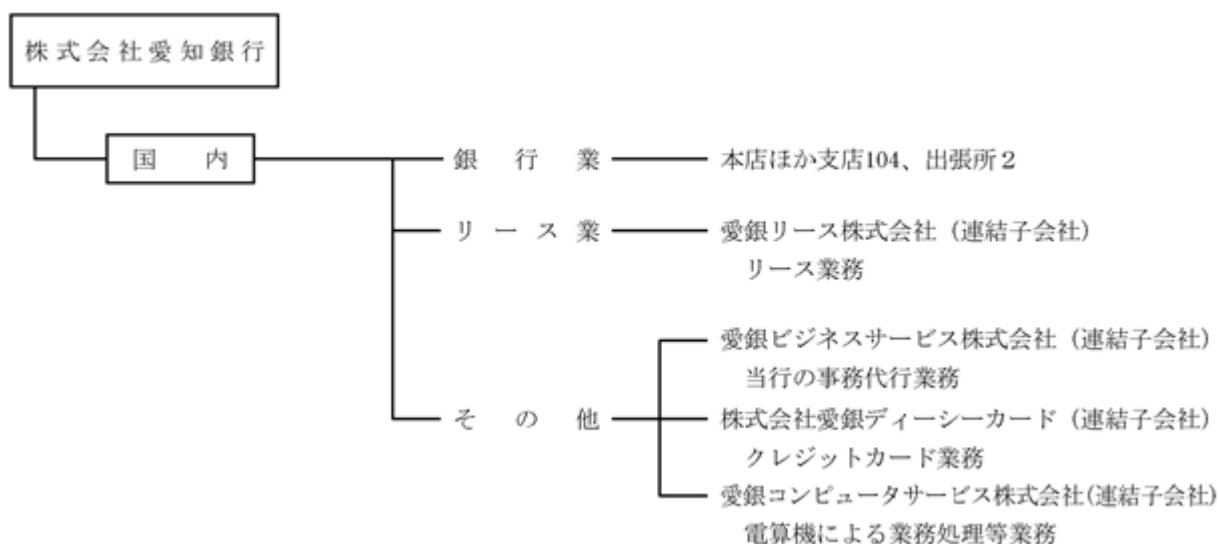 株式会社愛知銀行
国内
銀行業 本店ほか支店104、出張所2
リース業 愛銀リース株式会社（連結子会社）
リース業務
愛銀ビジネスサービス株式会社（連結子会社）
当行の事務代行業務
その他 株式会社愛銀ディーシーカード（連結子会社）
クレジットカード業務
愛銀コンピュータサービス株式会社(連結子会社)
電算機による業務処理等業務